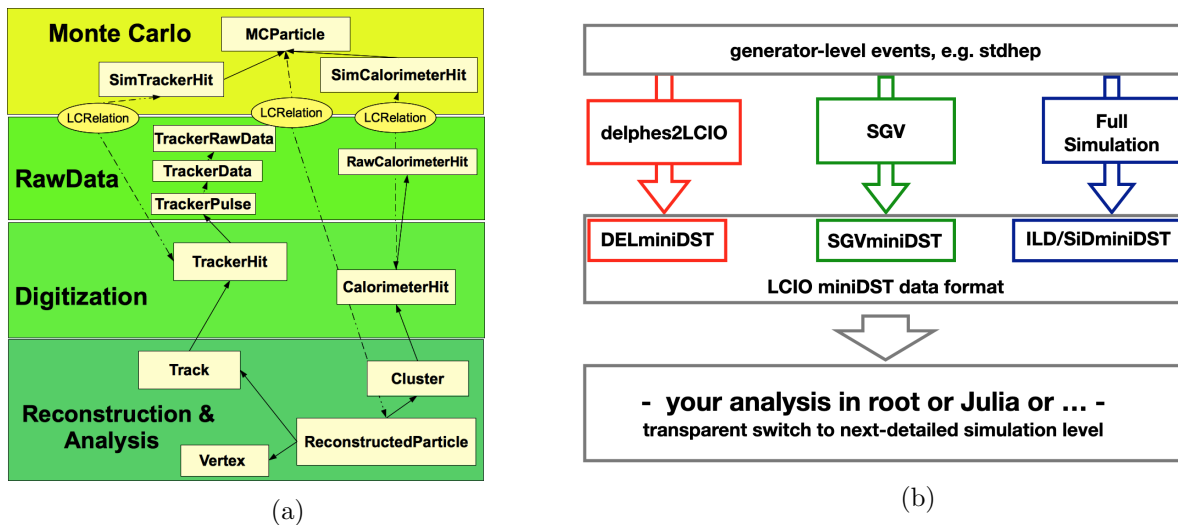 Monte Carlo
MCParticle
SimTrackerHit
SimCalorimeterHit
LCRelation
LCRelation
LCRelation
RawData
TrackerRawData
TrackerData
TrackerPulse
RawCalorimeterHit
Digitization
TrackerHit
CalorimeterHit
Reconstruction &
Analysis
Track
Cluster
ReconstructedParticle
Vertex
(a)
generator-level events, e.g. stdhep
delphes2LCIO
SGV
Full
Simulation
DELminiDST
SGVminiDST
ILD/SiDminiDST
LCIO miniDST data format
- your analysis in root or Julia or ... -
transparent switch to next-detailed simulation level
(b)